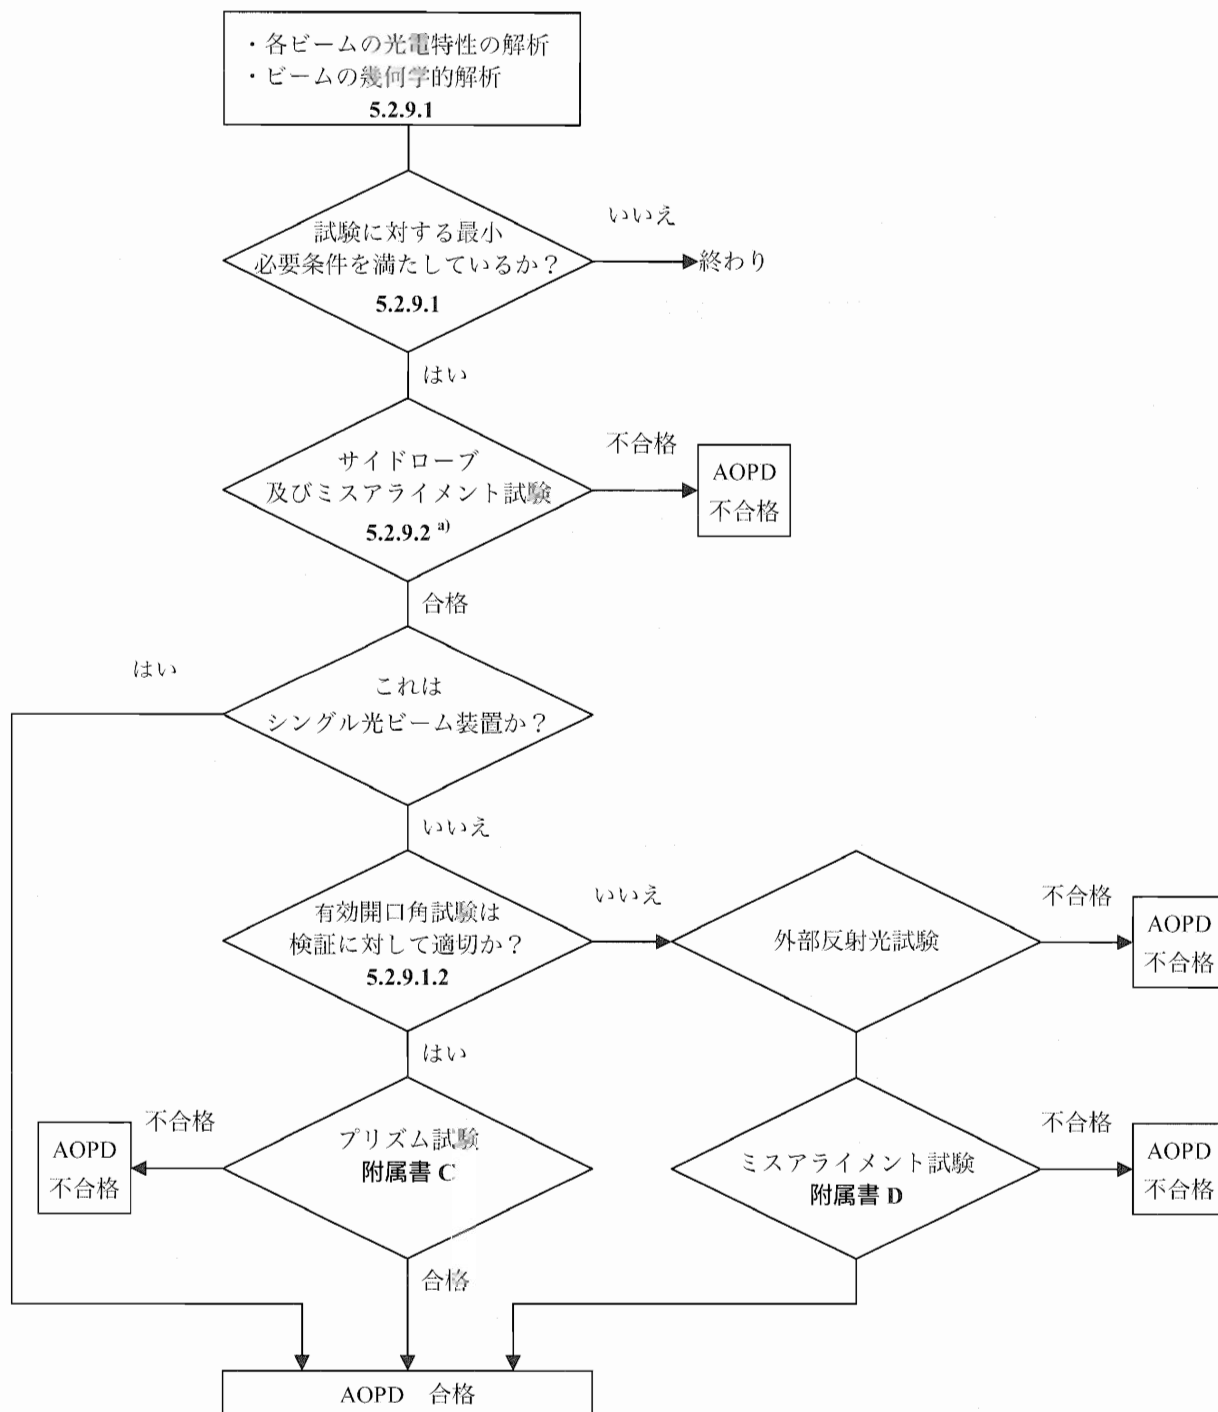 ・各ビームの光電特性の解析
・ビームの幾何学的解析
5.2.9.1
試験に対する最小
必要条件を満たしているか？
5.2.9.1
いいえ
終わり
はい
サイドローブ
及びミスアライメント試験
5.2.9.2 a)
不合格
AOPD
不合格
合格
これは
シングル光ビーム装置か？
はい
いいえ
有効開口角試験は
検証に対して適切か？
5.2.9.1.2
いいえ
外部反射光試験
不合格
AOPD
不合格
はい
プリズム試験
附属書 C
不合格
AOPD
不合格
ミスアライメント試験
附属書 D
不合格
AOPD
不合格
合格
AOPD 合格